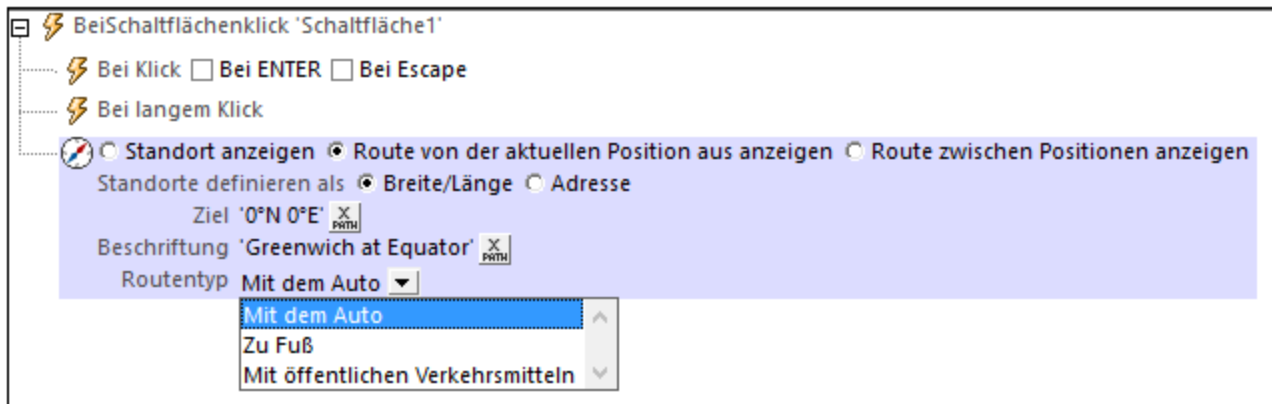 BeiSchaltflächenklick 'Schaltfläche1'
Bei Klick Bei ENTER Bei Escape
Bei langem Klick
Standort anzeigen Route von der aktuellen Position aus anzeigen Route zwischen Positionen anzeigen
Standorte definieren als Breite/Länge Adresse
Ziel '0°N 0°E' X PATH
Beschriftung 'Greenwich at Equator' X PATH
Routentyp Mit dem Auto
Mit dem Auto
Zu Fuß
Mit öffentlichen Verkehrsmitteln